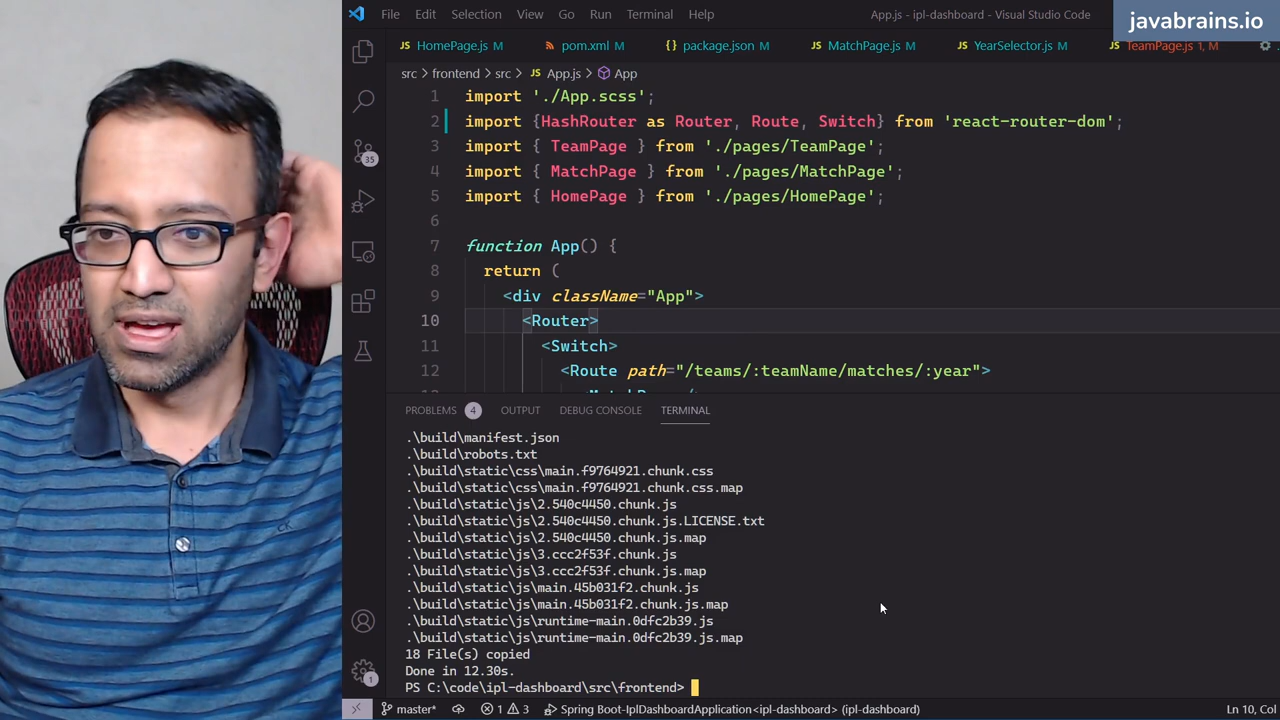 File Edit Selection View Go Run Terminal Help App.js - ipl-dashboard - Visual Studio Code
javabrains.io
JS HomePage.js M pom.xml M {} package.json M JS MatchPage.js M JS YearSelector.js M JS TeamPage.js 1, M
src > frontend > src > JS App.js > App
1 import './App.scss';
2 import {HashRouter as Router, Route, Switch} from 'react-router-dom';
3 import { TeamPage } from './pages/TeamPage';
4 import { MatchPage } from './pages/MatchPage';
5 import { HomePage } from './pages/HomePage';
6
7 function App() {
8 return (
9 <div className="App">
10 <Router>
11 <Switch>
12 <Route path="/teams/:teamName/matches/:year">
35
PROBLEMS 4 OUTPUT DEBUG CONSOLE TERMINAL
.\build\manifest.json
.\build\robots.txt
.\build\static\css\main.f9764921.chunk.css
.\build\static\css\main.f9764921.chunk.css.map
.\build\static\js\2.540c4450.chunk.js
.\build\static\js\2.540c4450.chunk.js.LICENSE.txt
.\build\static\js\2.540c4450.chunk.js.map
.\build\static\js\3.ccc2f53f.chunk.js
.\build\static\js\3.ccc2f53f.chunk.js.map
.\build\static\js\main.45b031f2.chunk.js
.\build\static\js\main.45b031f2.chunk.js.map
.\build\static\js\runtime-main.0dfc2b39.js
.\build\static\js\runtime-main.0dfc2b39.js.map
18 File(s) copied
Done in 12.30s.
PS C:\code\ipl-dashboard\src\frontend>
1
master* 1 3 Spring Boot-IplDashboardApplication<ipl-dashboard> (ipl-dashboard) Ln 10, Col